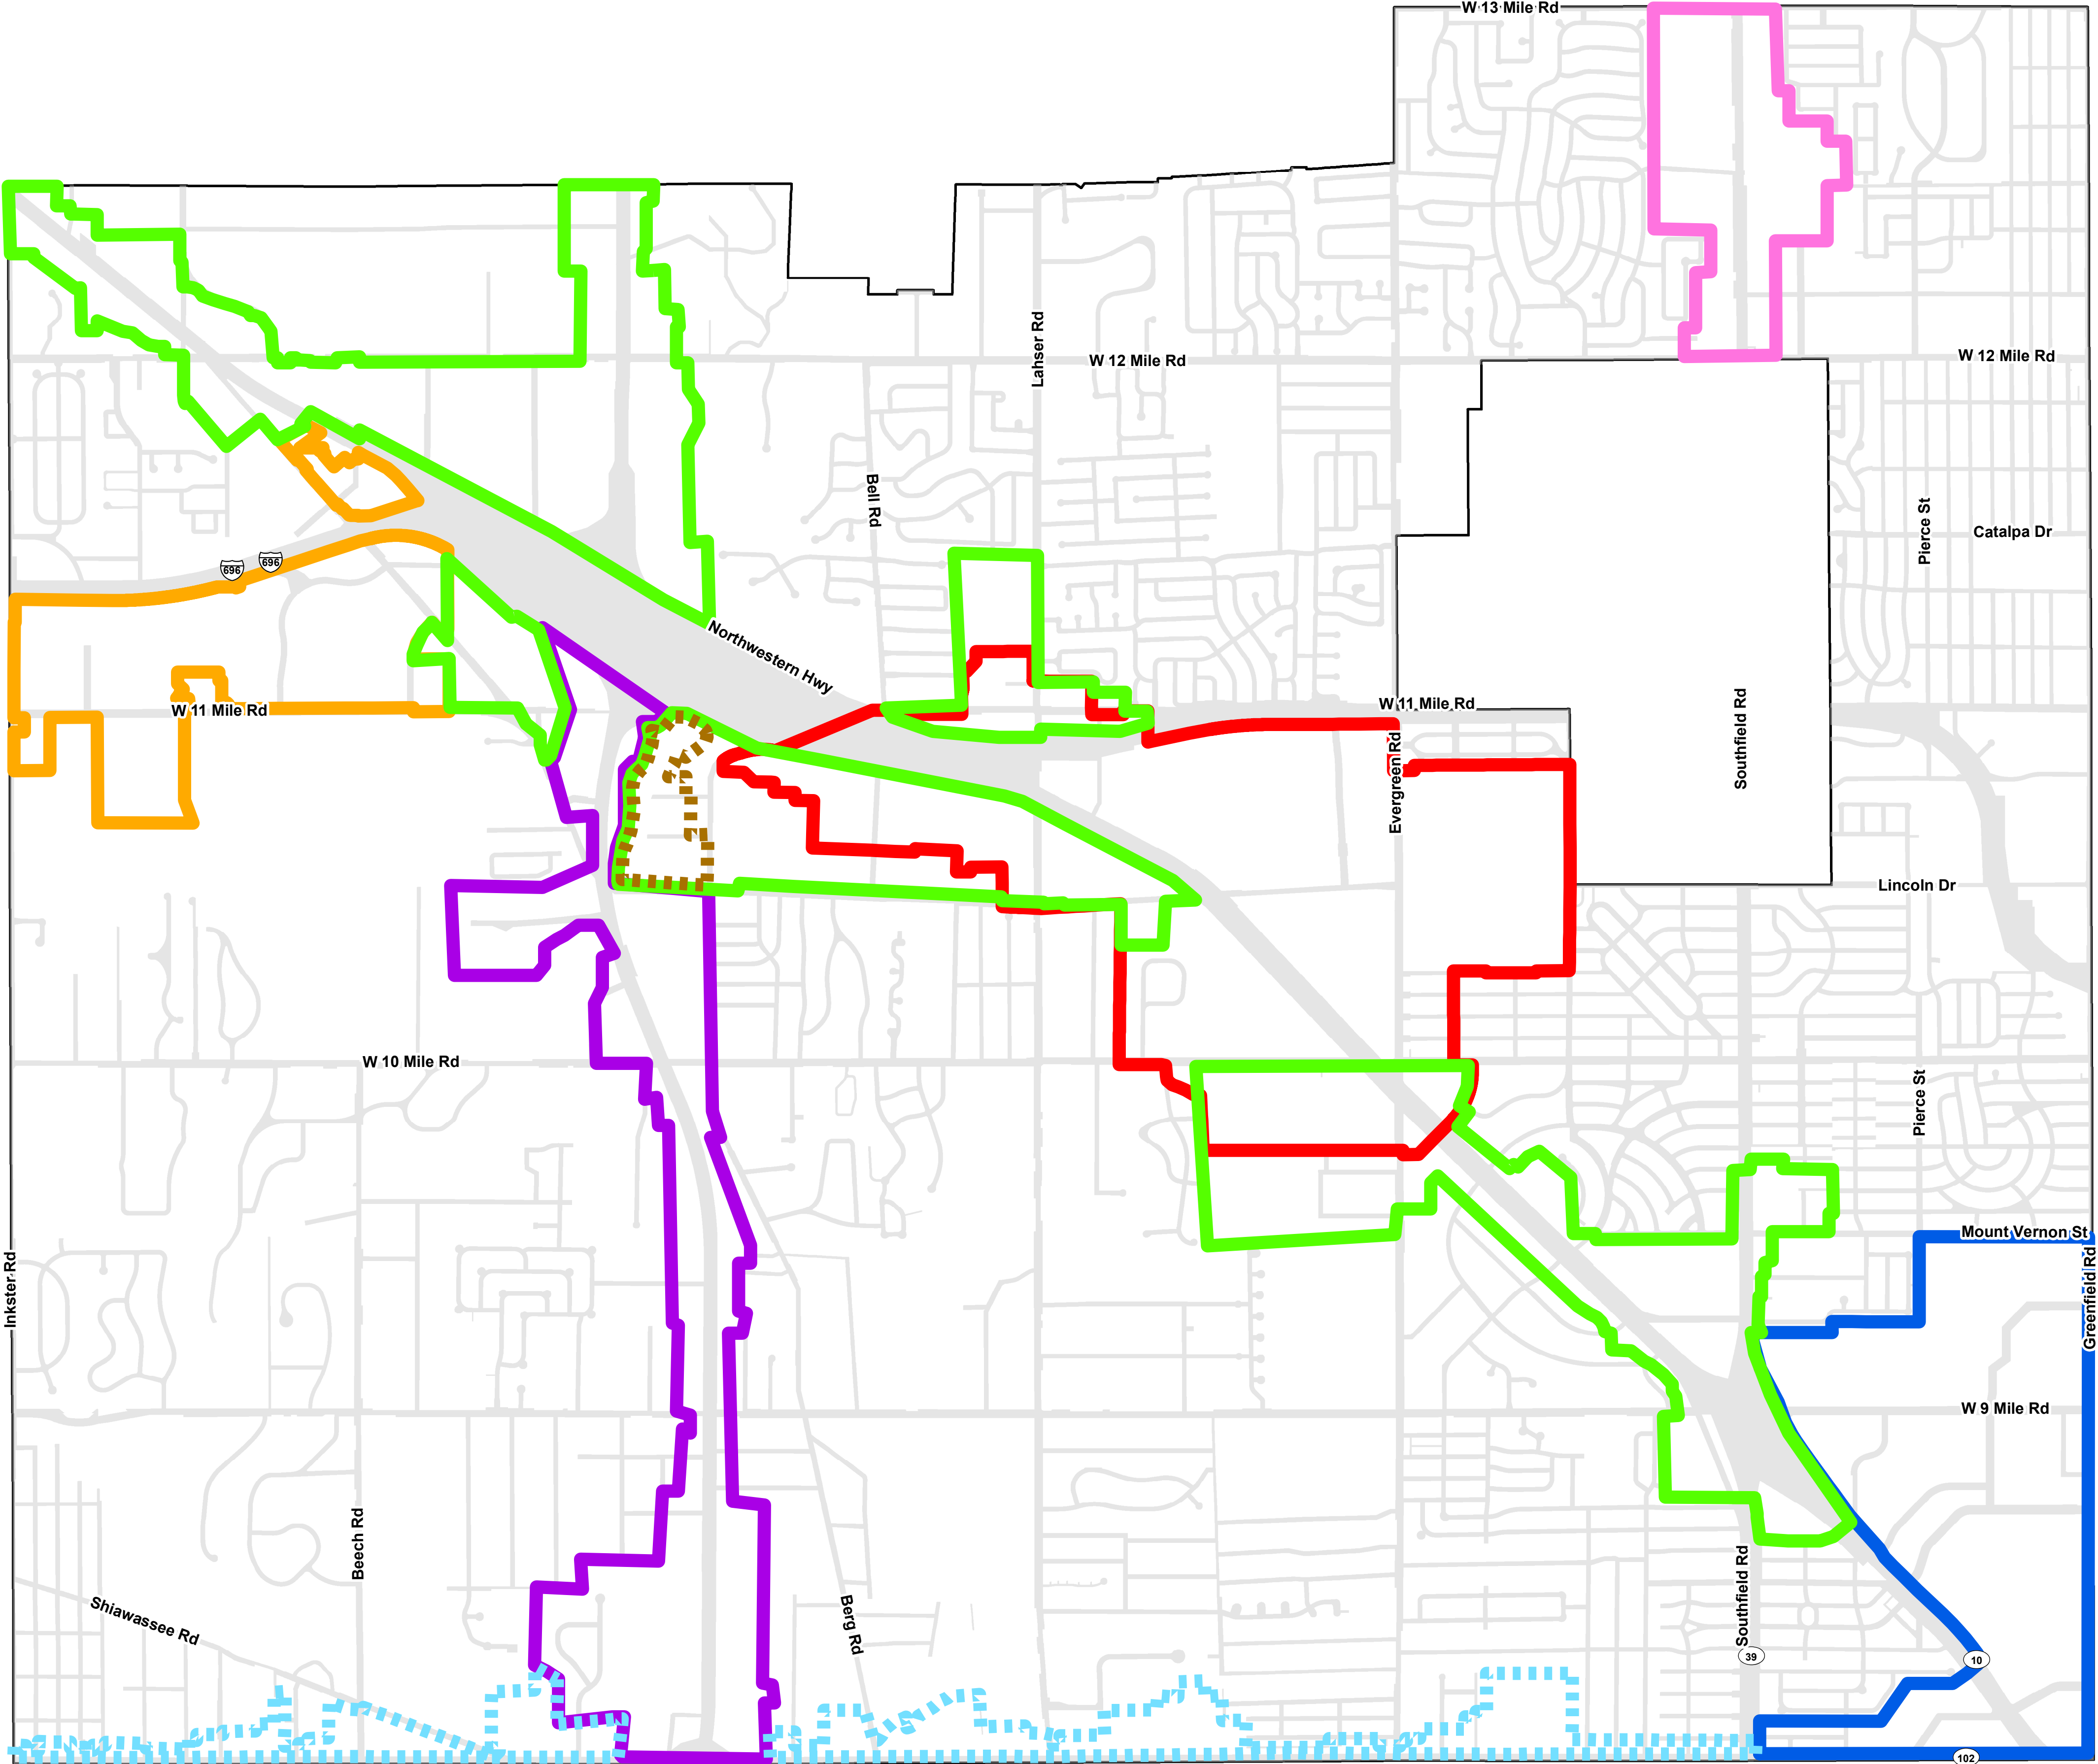 W 13 Mile Rd
Lahser Rd
W 12 Mile Rd
W 12 Mile Rd
Bell Rd
Pierce St
Catalpa Dr
696
696
Northwestern Hwy
W 11 Mile Rd
W 11 Mile Rd
Southfield Rd
Evergreen Rd
Lincoln Dr
W 10 Mile Rd
Pierce St
Mount Vernon St
Inkster Rd
Greenfield Rd
W 9 Mile Rd
Beech Rd
Shiawassee Rd
Berg Rd
Southfield Rd
39
10
102